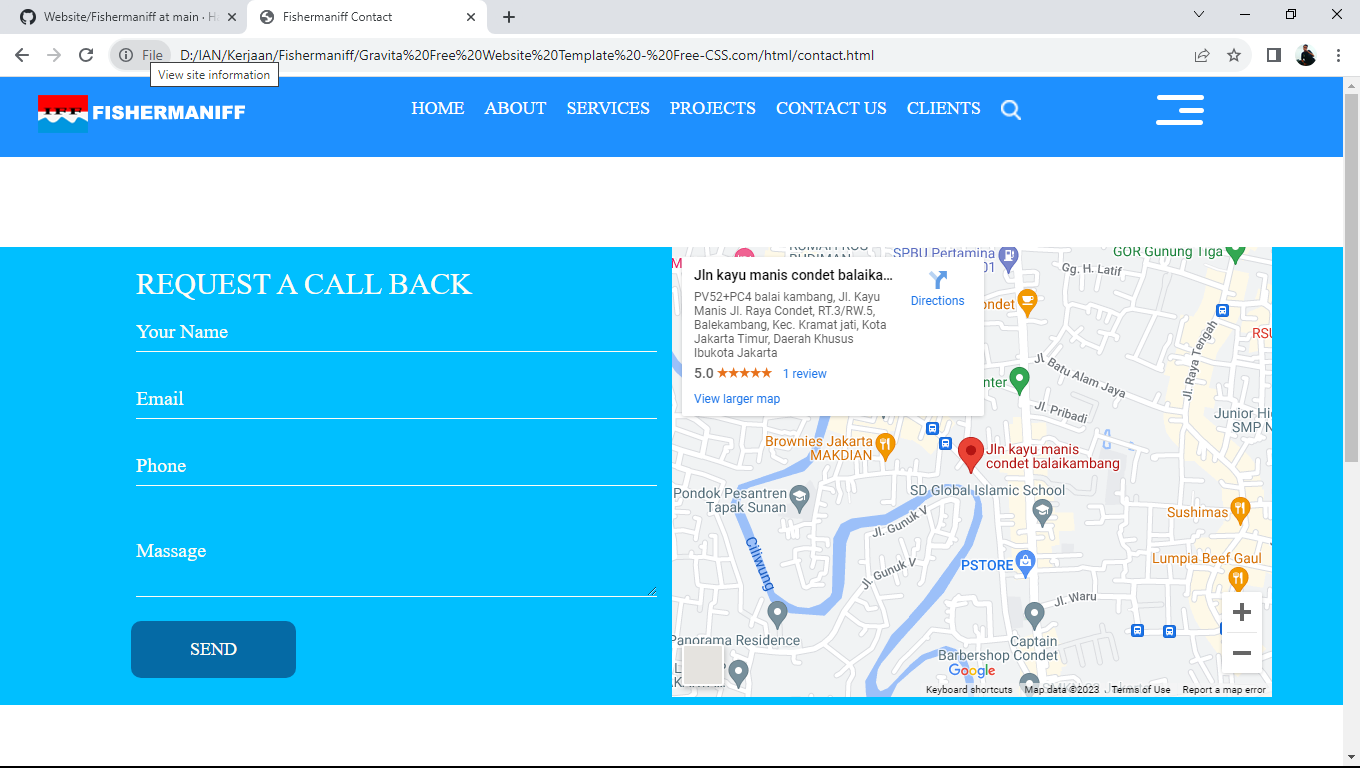 Website/Fishermaniff at main · H
Fishermaniff Contact
File
D:/IAN/Kerjaan/Fishermaniff/Gravita%20Free%20Website%20Template%20-%20Free-CSS.com/html/contact.html
View site information
FISHERMANIFF
HOME
ABOUT
SERVICES
PROJECTS
CONTACT US
CLIENTS
REQUEST A CALL BACK
Your Name
Email
Phone
Massage
SEND
Jln kayu manis condet balaika...
PV52+PC4 balai kambang, Jl. Kayu
Manis Jl. Raya Condet, RT.3/RW.5,
Balekambang, Kec. Kramat jati, Kota
Jakarta Timur, Daerah Khusus
Ibukota Jakarta
5.0
1 review
View larger map
Directions
SPBU Pertamina
01
GOR Gunung Tiga
Gg. H. Latif
ondet
RSU
Jl. Raya Tengah
Jl. Batu Alam Jaya
nter
Jl. Pribadi
Junior Hi
SMP N
Brownies Jakarta
MAKDIAN
Jln kayu manis
condet balaikambang
SD Global Islamic School
Pondok Pesantren
Tapak Sunan
Jl. Gunuk V
Sushimas
Ciliwung
PSTORE
Lumpia Beef Gaul
Jl. Gunuk V
Jl. Waru
Panorama Residence
Captain
Barbershop Condet
Google
Keyboard shortcuts
Map data ©2023
Terms of Use
Report a map error